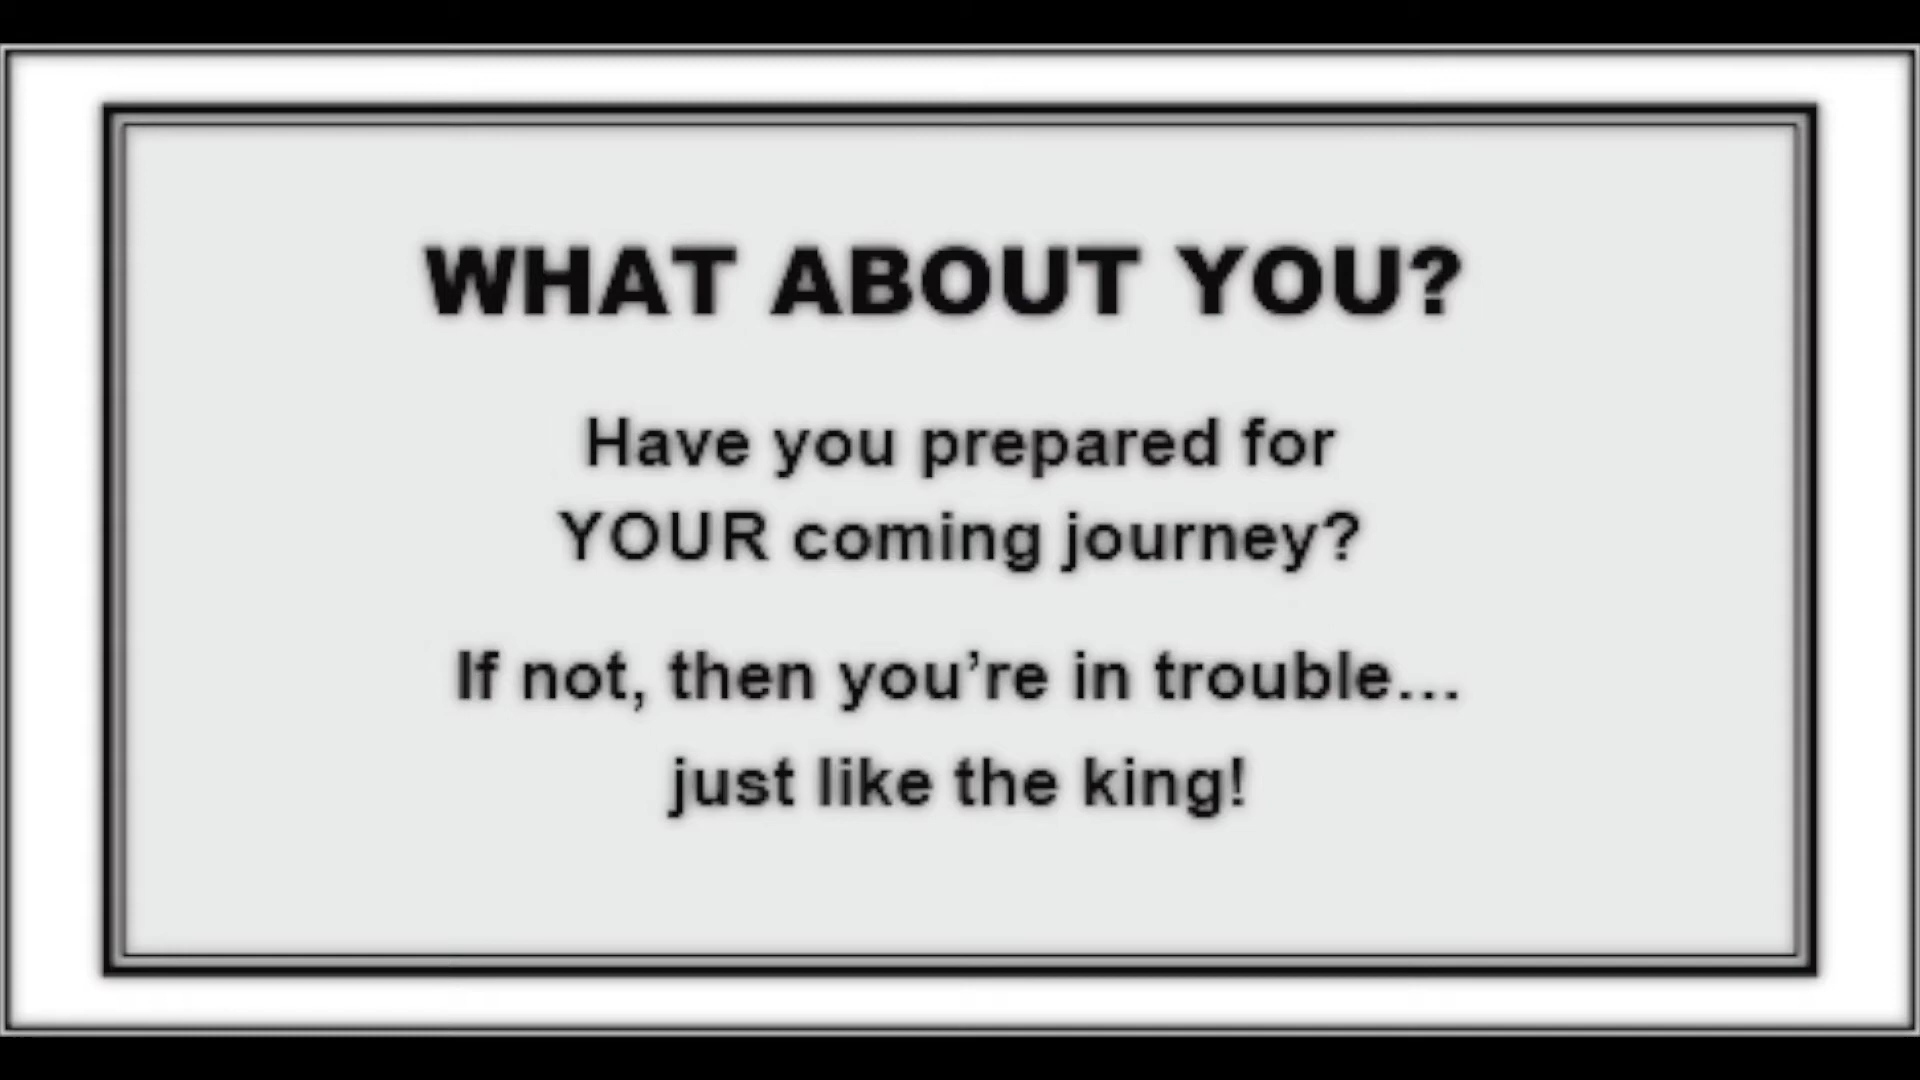 WHAT ABOUT YOU?
Have you prepared for
YOUR coming journey?
If not, then you’re in trouble...
just like the king!